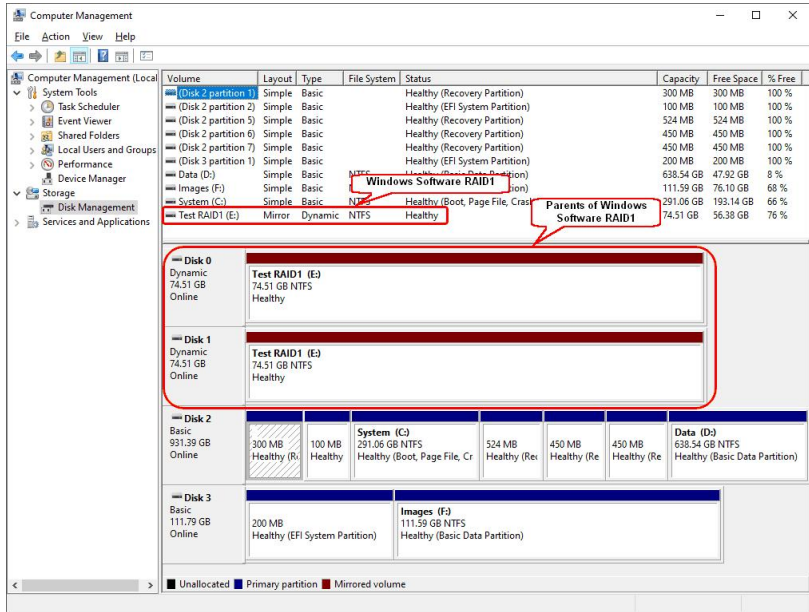 Computer Management
File Action View Help
Computer Management (Local
System Tools
Task Scheduler
Event Viewer
Shared Folders
Local Users and Groups
Performance
Device Manager
Storage
Disk Management
Services and Applications
Volume Layout Type File System Status Capacity Free Space % Free
(Disk 2 partition 1) Simple Basic Healthy (Recovery Partition) 300 MB 300 MB 100 %
(Disk 2 partition 2) Simple Basic Healthy (EFI System Partition) 100 MB 100 MB 100 %
(Disk 2 partition 5) Simple Basic Healthy (Recovery Partition) 524 MB 524 MB 100 %
(Disk 2 partition 6) Simple Basic Healthy (Recovery Partition) 450 MB 450 MB 100 %
(Disk 2 partition 7) Simple Basic Healthy (Recovery Partition) 450 MB 450 MB 100 %
(Disk 3 partition 1) Simple Basic Healthy (EFI System Partition) 200 MB 200 MB 100 %
Data (D:) Simple Basic NTFS Healthy (Basic Data Partition) 638.54 GB 47.92 GB 8 %
Images (F:) Simple Basic 111.59 GB 76.10 GB 68 %
System (C:) Simple Basic NTFS Healthy (Boot, Page File, Crash 291.06 GB 193.14 GB 66 %
Test RAID1 (E:) Mirror Dynamic NTFS Healthy 74.51 GB 56.38 GB 76 %
Windows Software RAID1
Parents of Windows
Software RAID1
Disk 0
Dynamic
74.51 GB
Online
Test RAID1 (E:)
74.51 GB NTFS
Healthy
Disk 1
Dynamic
74.51 GB
Online
Test RAID1 (E:)
74.51 GB NTFS
Healthy
Disk 2
Basic
931.39 GB
Online
300 MB
Healthy (R
100 MB
Healthy
System (C:)
291.06 GB NTFS
Healthy (Boot, Page File, Cr
524 MB
Healthy (Rec
450 MB
Healthy (Re
450 MB
Healthy (Re
Data (D:)
638.54 GB NTFS
Healthy (Basic Data Partition)
Disk 3
Basic
111.79 GB
Online
200 MB
Healthy (EFI System Partition)
Images (F:)
111.59 GB NTFS
Healthy (Basic Data Partition)
Unallocated Primary partition Mirrored volume